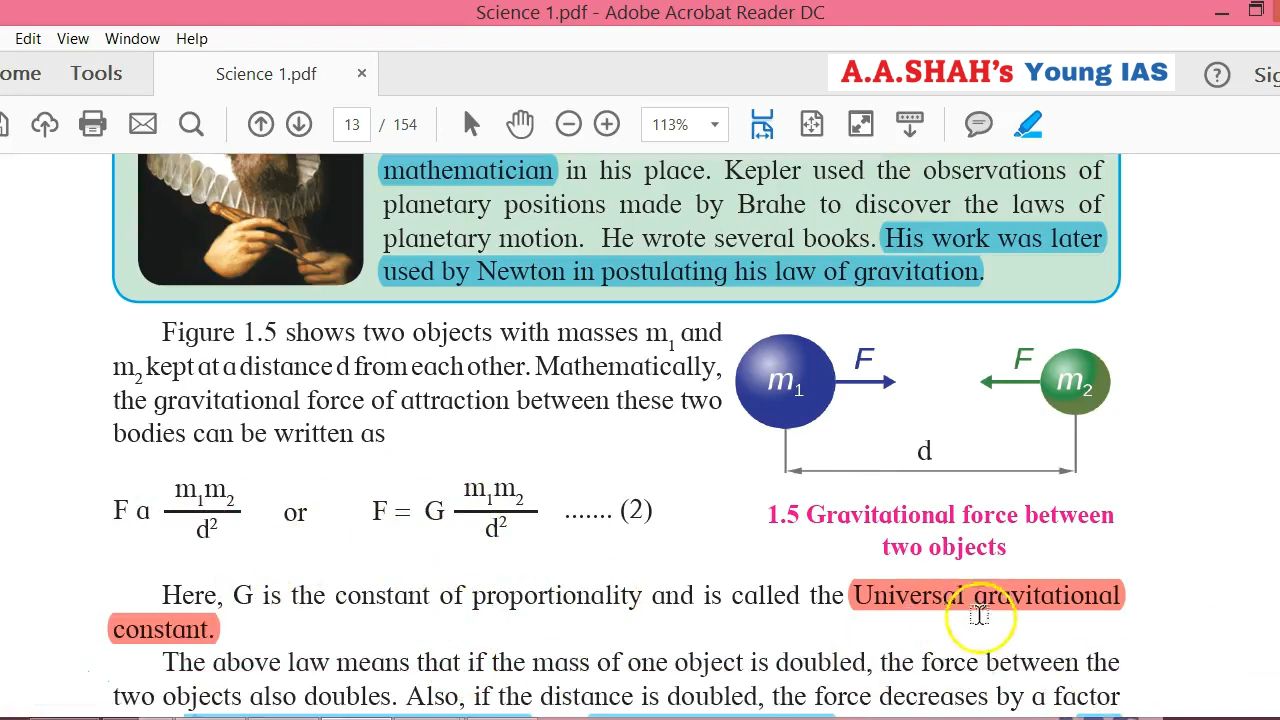 Science 1.pdf - Adobe Acrobat Reader DC
Edit View Window Help
ome Tools Science 1.pdf ×
A.A.SHAH's Young IAS
? Sig
13 / 154 113%
mathematician in his place. Kepler used the observations of
planetary positions made by Brahe to discover the laws of
planetary motion. He wrote several books. His work was later
used by Newton in postulating his law of gravitation.
Figure 1.5 shows two objects with masses m₁ and
m₂ kept at a distance d from each other. Mathematically,
the gravitational force of attraction between these two
bodies can be written as
m₁ F F m₂
d
F α m₁m₂/d² or F = G m₁m₂/d² ....... (2)
1.5 Gravitational force between
two objects
Here, G is the constant of proportionality and is called the Universal gravitational
constant.
The above law means that if the mass of one object is doubled, the force between the
two objects also doubles. Also, if the distance is doubled, the force decreases by a factor